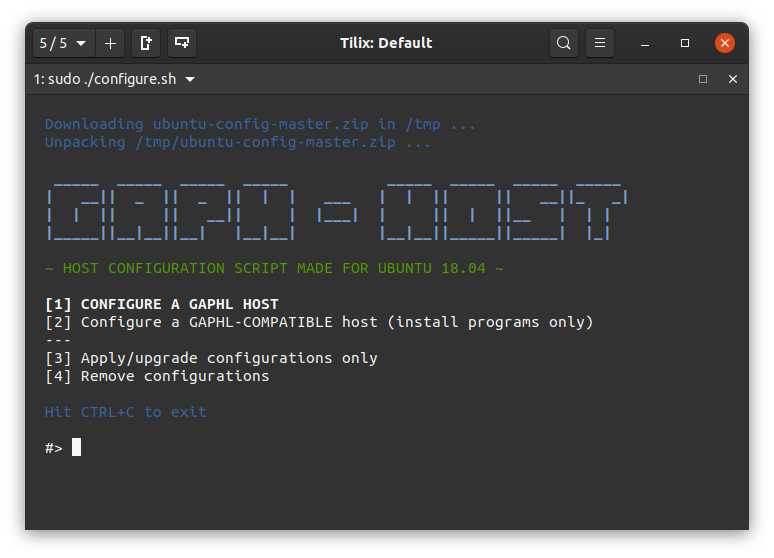 5 / 5
Tilix: Default
1: sudo ./configure.sh
Downloading ubuntu-config-master.zip in /tmp ...
Unpacking /tmp/ubuntu-config-master.zip ...
GAPH - HOST
~ HOST CONFIGURATION SCRIPT MADE FOR UBUNTU 18.04 ~
[1] CONFIGURE A GAPHL HOST
[2] Configure a GAPHL-COMPATIBLE host (install programs only)
---
[3] Apply/upgrade configurations only
[4] Remove configurations
Hit CTRL+C to exit
#>